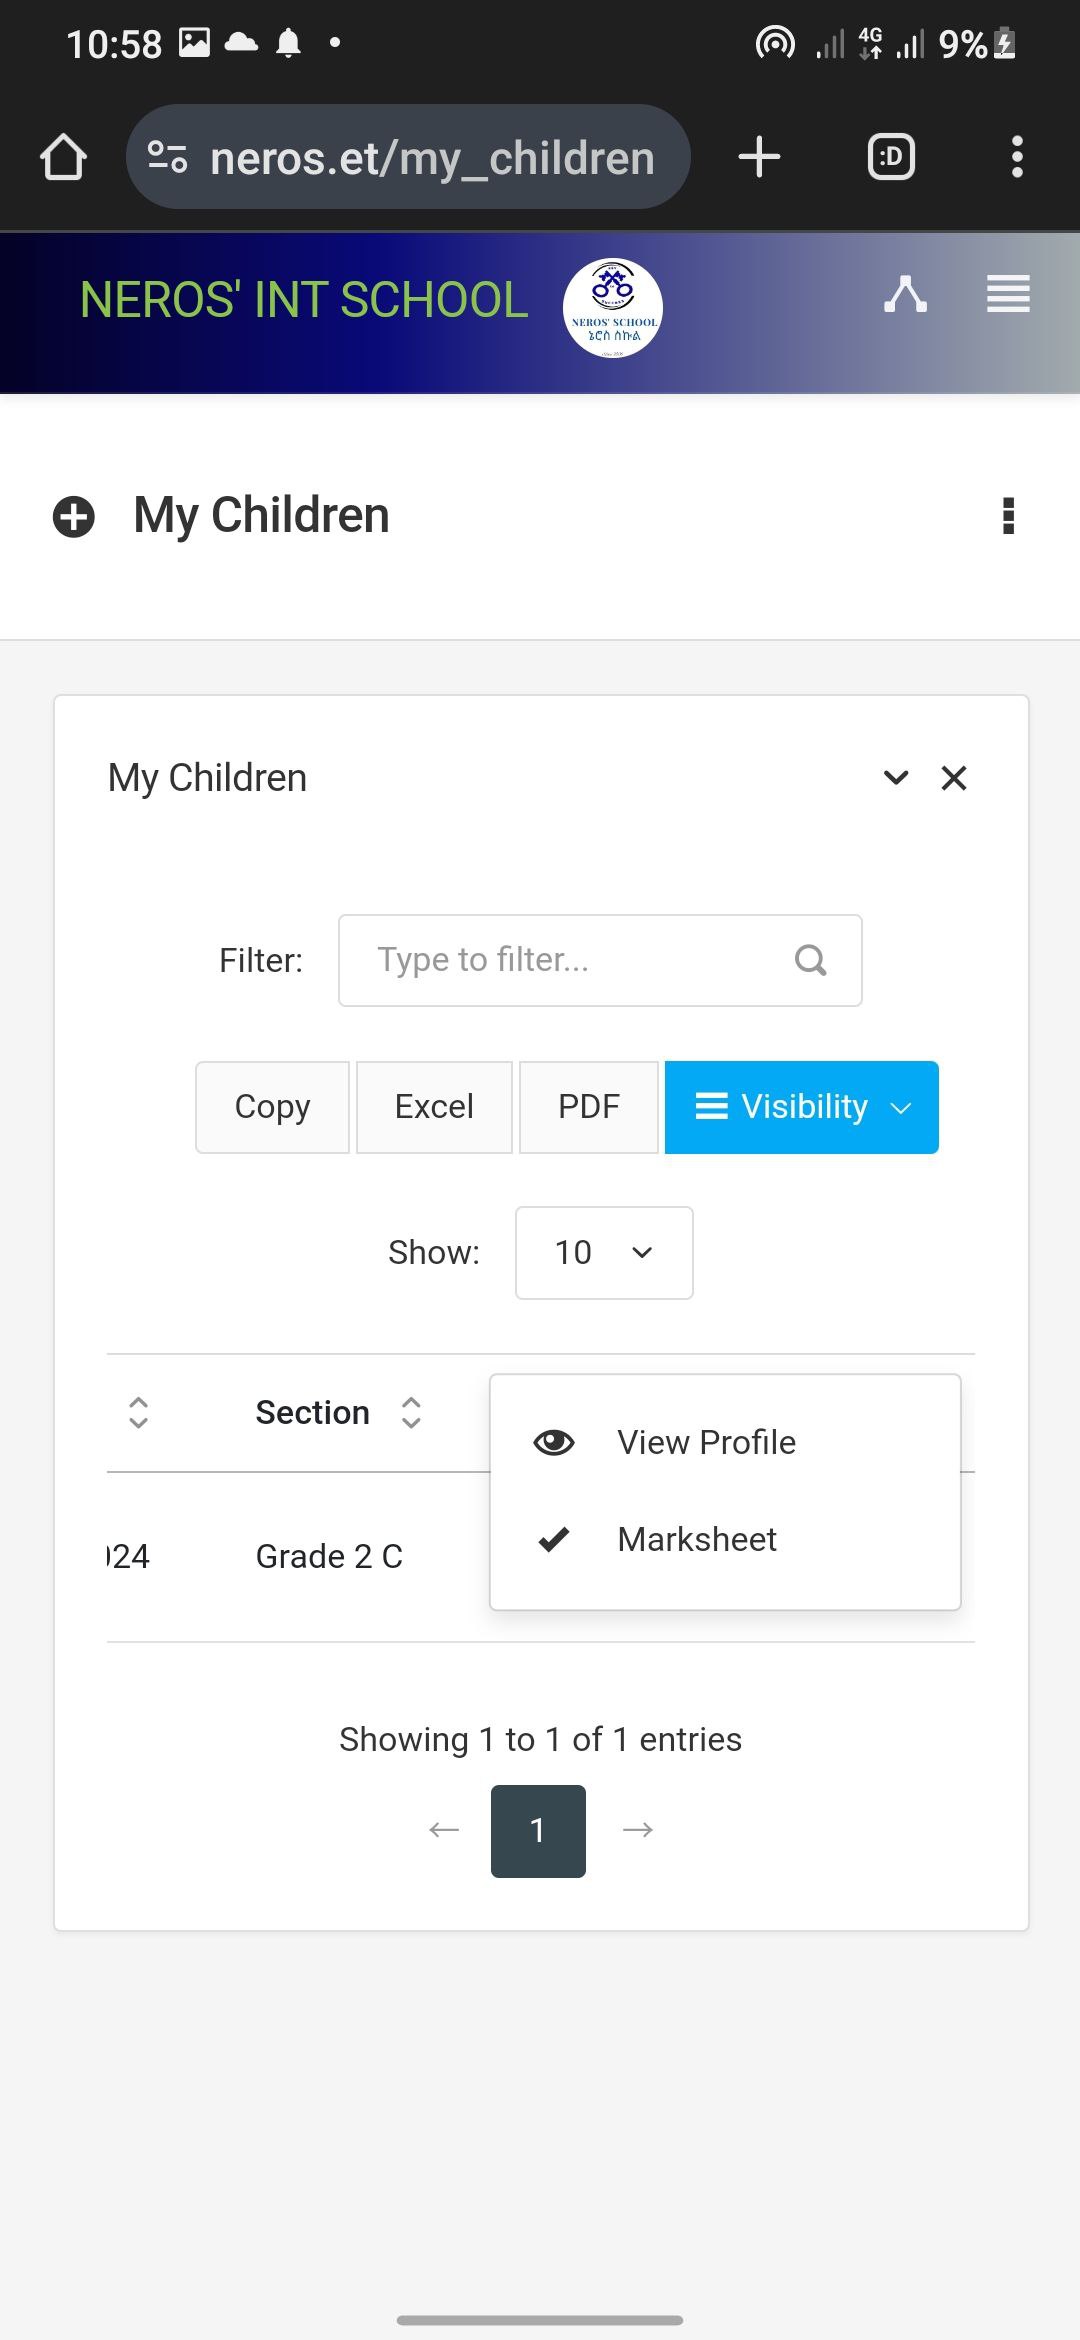 10:58
4G 9%
neros.et/my_children
:D
NEROS' INT SCHOOL
NEROS' SCHOOL
ኔሮስ ስኩል
My Children
My Children
Filter: Type to filter...
Copy Excel PDF Visibility
Show: 10
Section
View Profile
Marksheet
024 Grade 2 C
Showing 1 to 1 of 1 entries
← 1 →